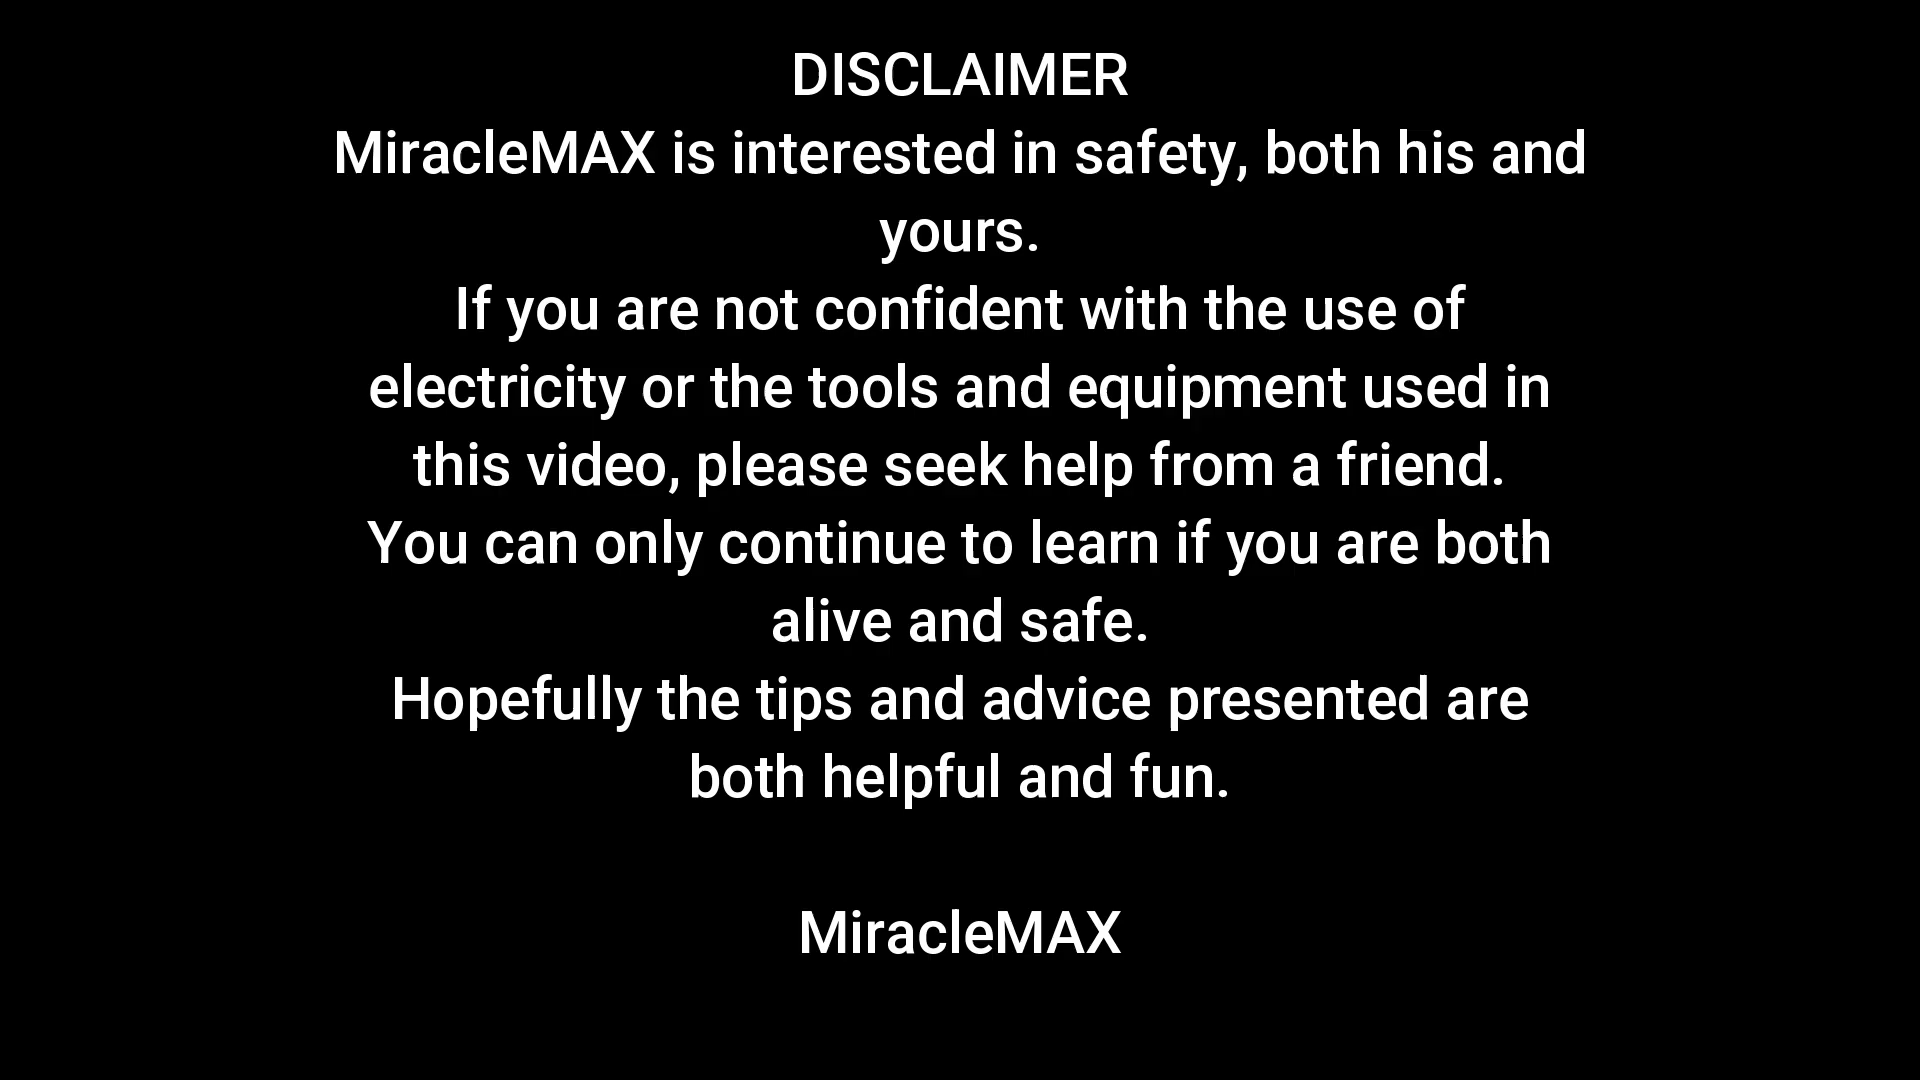 DISCLAIMER
MiracleMAX is interested in safety, both his and
yours.
If you are not confident with the use of
electricity or the tools and equipment used in
this video, please seek help from a friend.
You can only continue to learn if you are both
alive and safe.
Hopefully the tips and advice presented are
both helpful and fun.
MiracleMAX